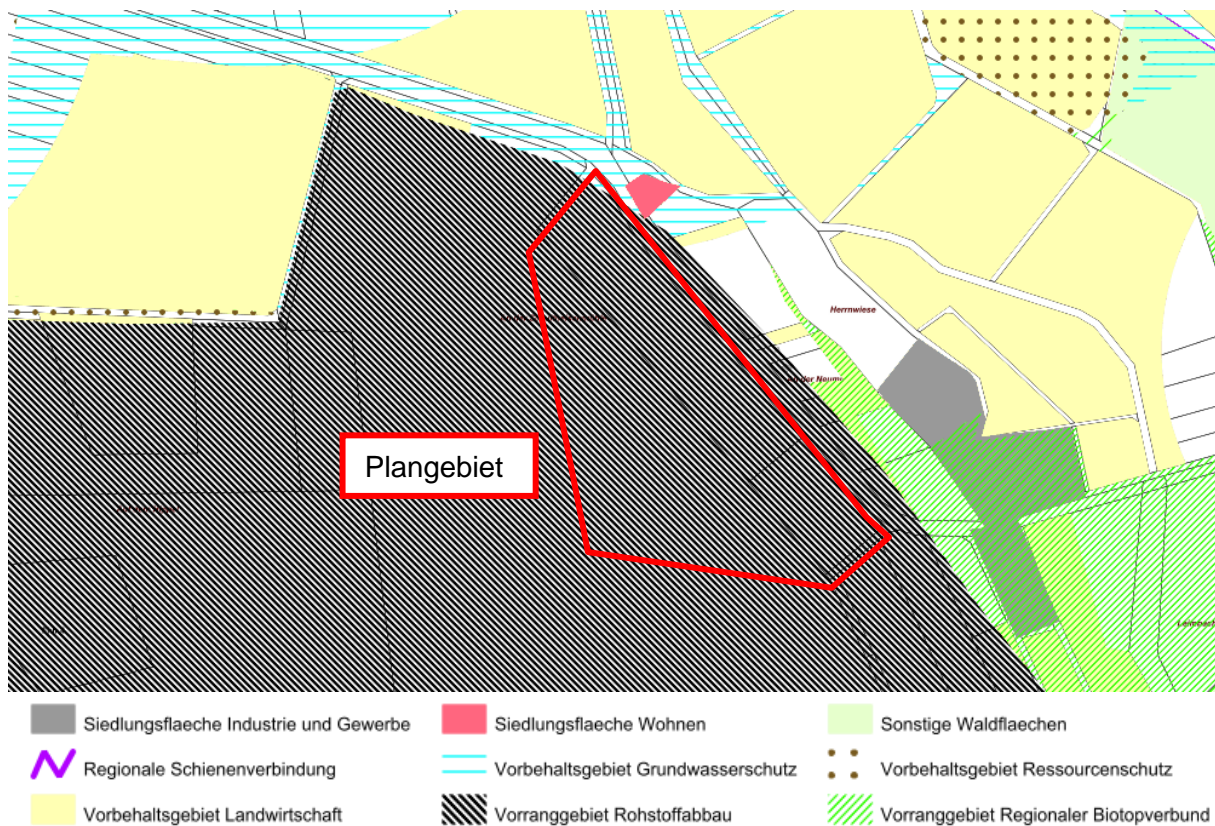 Herrnwiese
Plangebiet
Leimbach
Siedlungsflaeche Industrie und Gewerbe
Siedlungsflaeche Wohnen
Sonstige Waldflaechen
Regionale Schienenverbindung
Vorbehaltsgebiet Grundwasserschutz
Vorbehaltsgebiet Ressourcenschutz
Vorbehaltsgebiet Landwirtschaft
Vorranggebiet Rohstoffabbau
Vorranggebiet Regionaler Biotopverbund